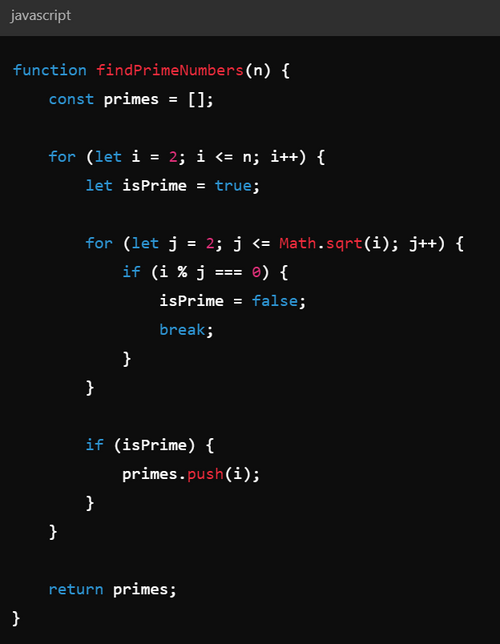 javascript
function findPrimeNumbers(n) {
    const primes = [];
    for (let i = 2; i <= n; i++) {
        let isPrime = true;
        for (let j = 2; j <= Math.sqrt(i); j++) {
            if (i % j === 0) {
                isPrime = false;
                break;
            }
        }
        if (isPrime) {
            primes.push(i);
        }
    }
    return primes;
}